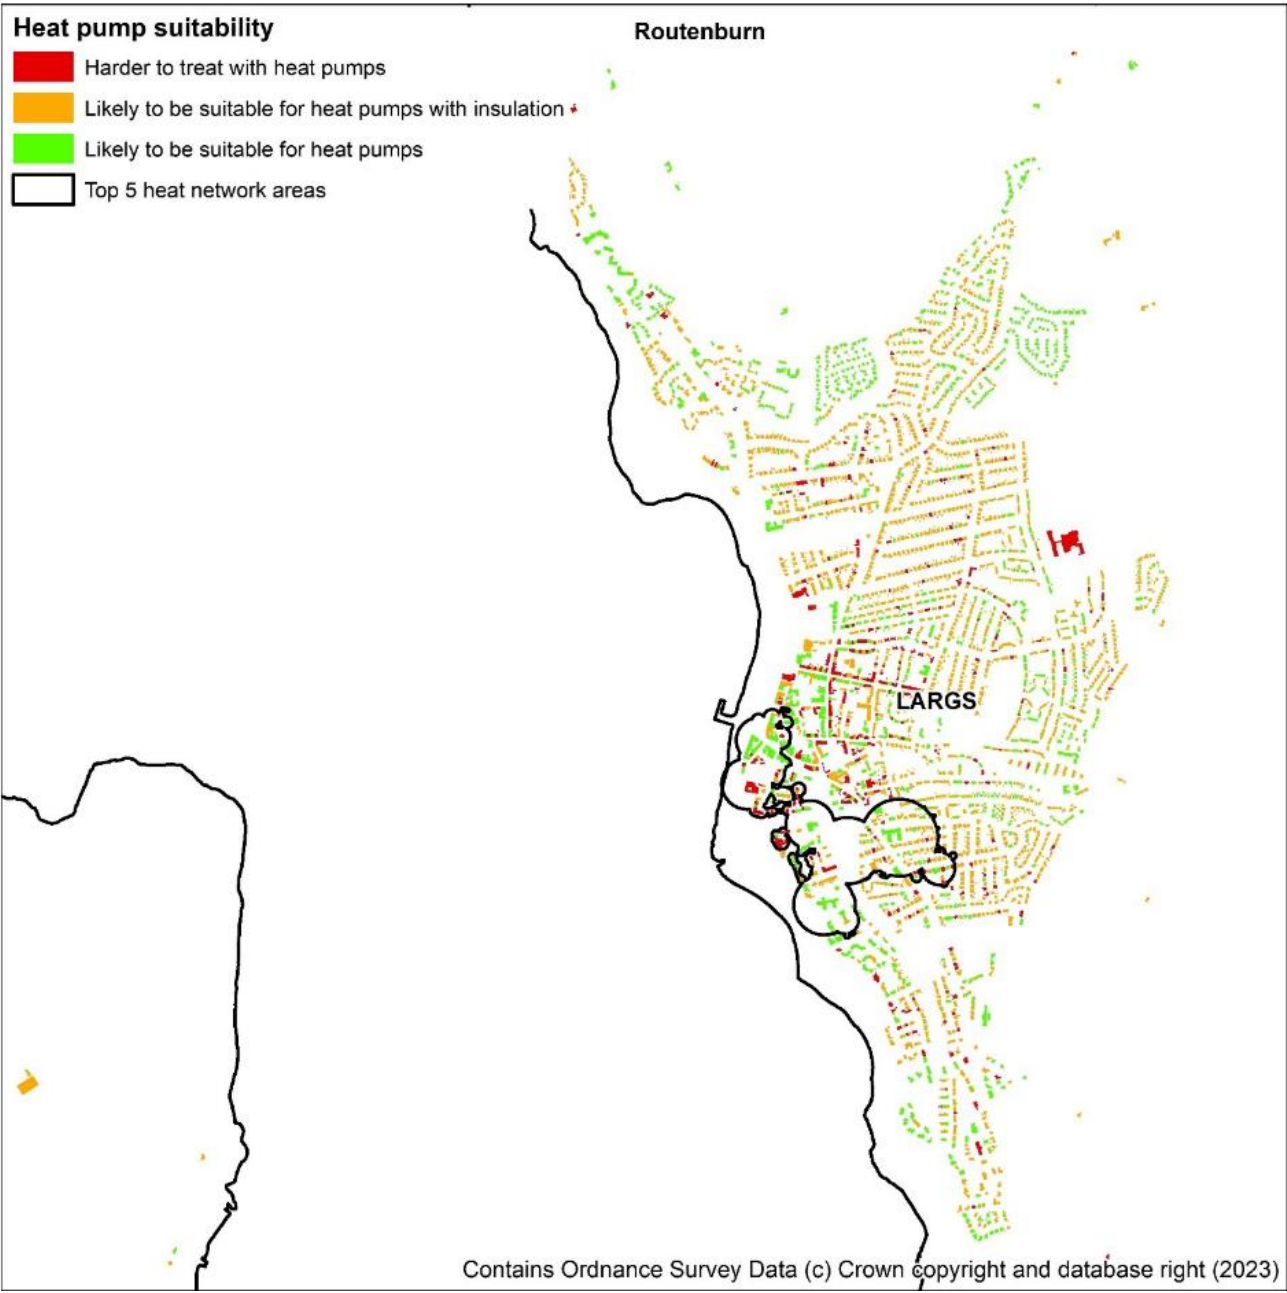 Heat pump suitability
Harder to treat with heat pumps
Likely to be suitable for heat pumps with insulation
Likely to be suitable for heat pumps
Top 5 heat network areas
Routenburn
LARGS
Contains Ordnance Survey Data (c) Crown copyright and database right (2023)